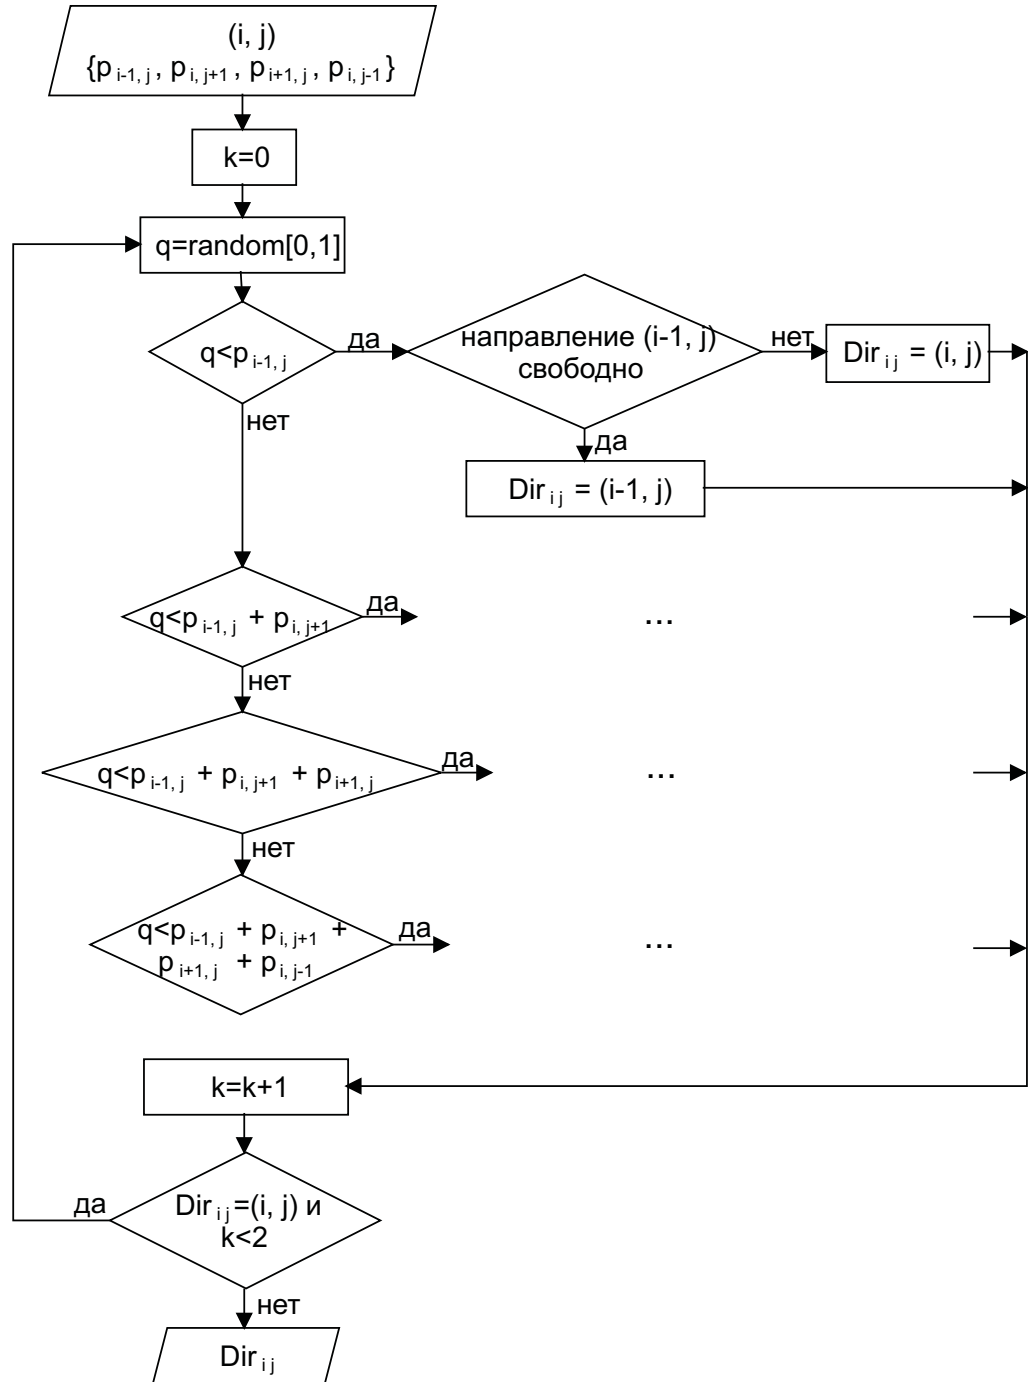 (i, j)
{p i-1, j , p i, j+1 , p i+1, j , p i, j-1 }
k=0
q=random[0,1]
q<p i-1, j
да
направление (i-1, j)
свободно
нет
Dir i j = (i, j)
нет
да
Dir i j = (i-1, j)
q<p i-1, j + p i, j+1
да
...
нет
q<p i-1, j + p i, j+1 + p i+1, j
да
...
нет
q<p i-1, j + p i, j+1 +
p i+1, j + p i, j-1
да
...
k=k+1
да
Dir i j =(i, j) и
k<2
нет
Dir i j